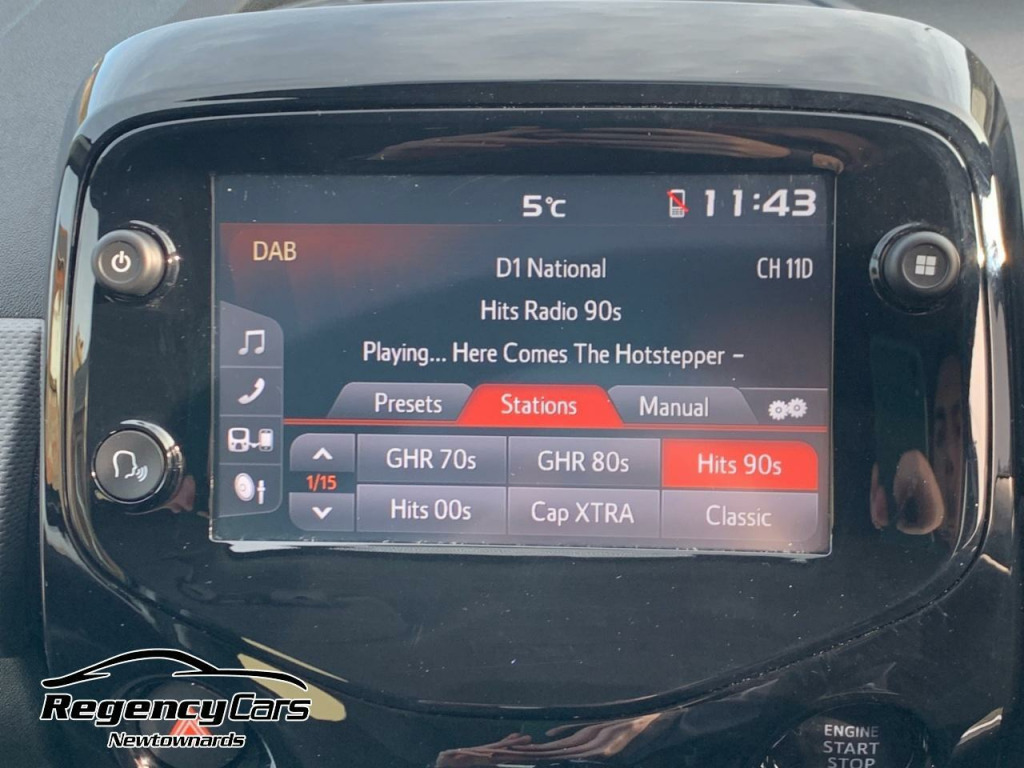 5°C 11:43
DAB
D1 National CH 11D
Hits Radio 90s
Playing... Here Comes The Hotstepper –
Presets Stations Manual
GHR 70s GHR 80s Hits 90s
1/15
Hits 00s Cap XTRA Classic
Regency Cars
Newtownards
ENGINE
START
STOP